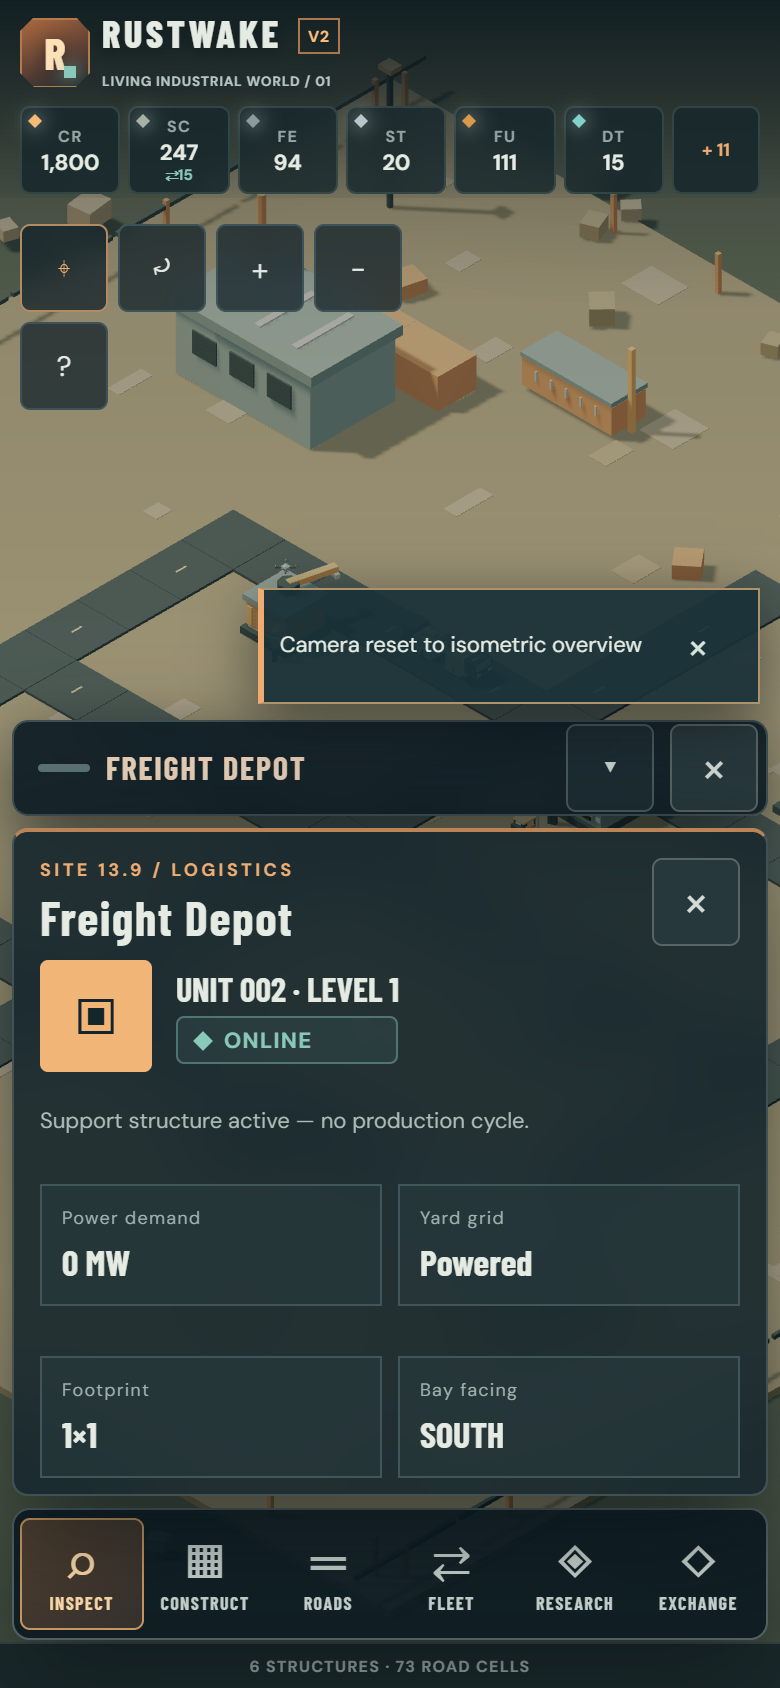 R
RUSTWAKE V2
LIVING INDUSTRIAL WORLD / 01
CR
1,800
SC
247
⇄15
FE
94
ST
20
FU
111
DT
15
+ 11
+
-
?
Camera reset to isometric overview ×
FREIGHT DEPOT ▼ ×
SITE 13.9 / LOGISTICS
Freight Depot ×
UNIT 002 · LEVEL 1
ONLINE
Support structure active — no production cycle.
Power demand
0 MW
Yard grid
Powered
Footprint
1×1
Bay facing
SOUTH
INSPECT
CONSTRUCT
ROADS
FLEET
RESEARCH
EXCHANGE
6 STRUCTURES · 73 ROAD CELLS